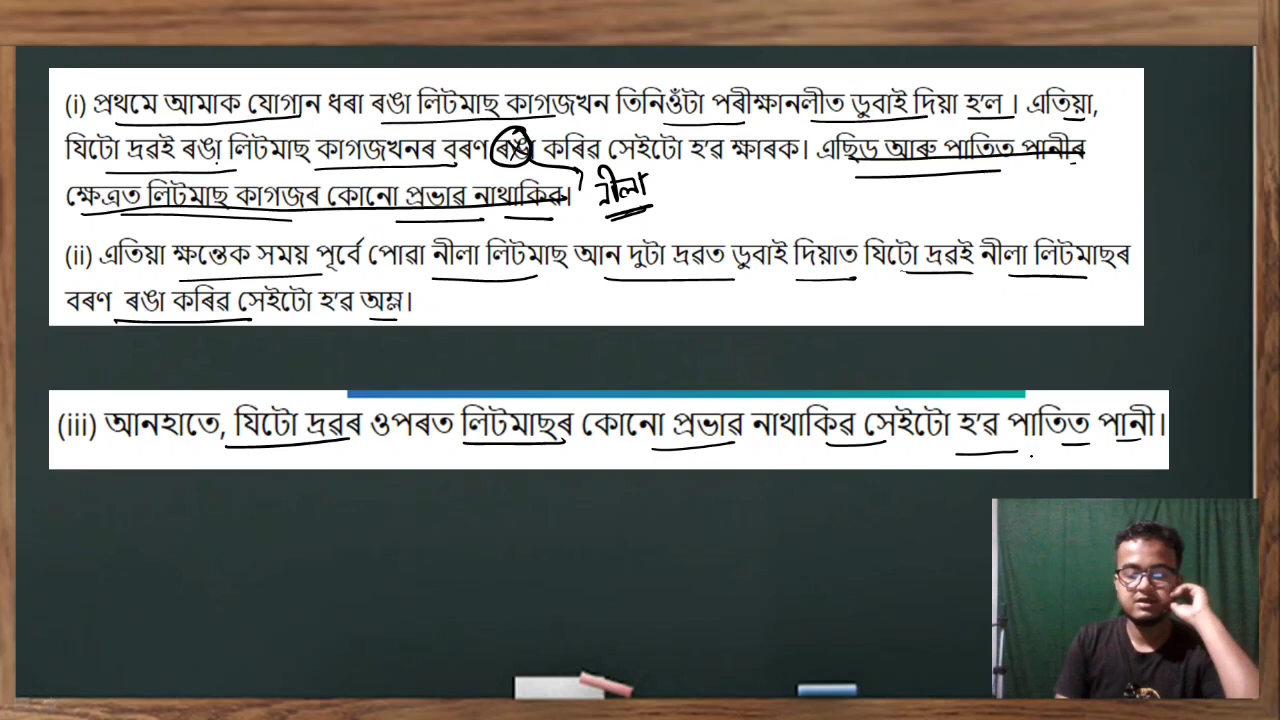 (i) প্ৰথমে আমাক যোগান ধৰা ৰঙা লিটমাছ কাগজখন তিনিওঁটা পৰীক্ষানলীত ডুবাই দিয়া হ'ল । এতিয়া,
যিটো দ্ৰৱই ৰঙা লিটমাছ কাগজখনৰ বৰণ ৰঙা কৰিৱ সেইটো হ'ৱ ক্ষাৰক। এছিড আৰু পাতিত পানীৰ
ক্ষেত্ৰত লিটমাছ কাগজৰ কোনো প্ৰভাৱ নাথাকিৱ।
নীলা
(ii) এতিয়া ক্ষন্তেক সময় পূৰ্বে পোৱা নীলা লিটমাছ আন দুটা দ্ৰৱত ডুবাই দিয়াত যিটো দ্ৰৱই নীলা লিটমাছৰ
বৰণ ৰঙা কৰিৱ সেইটো হ'ৱ অম্ল।
(iii) আনহাতে, যিটো দ্ৰৱৰ ওপৰত লিটমাছৰ কোনো প্ৰভাৱ নাথাকিৱ সেইটো হ'ৱ পাতিত পানী।